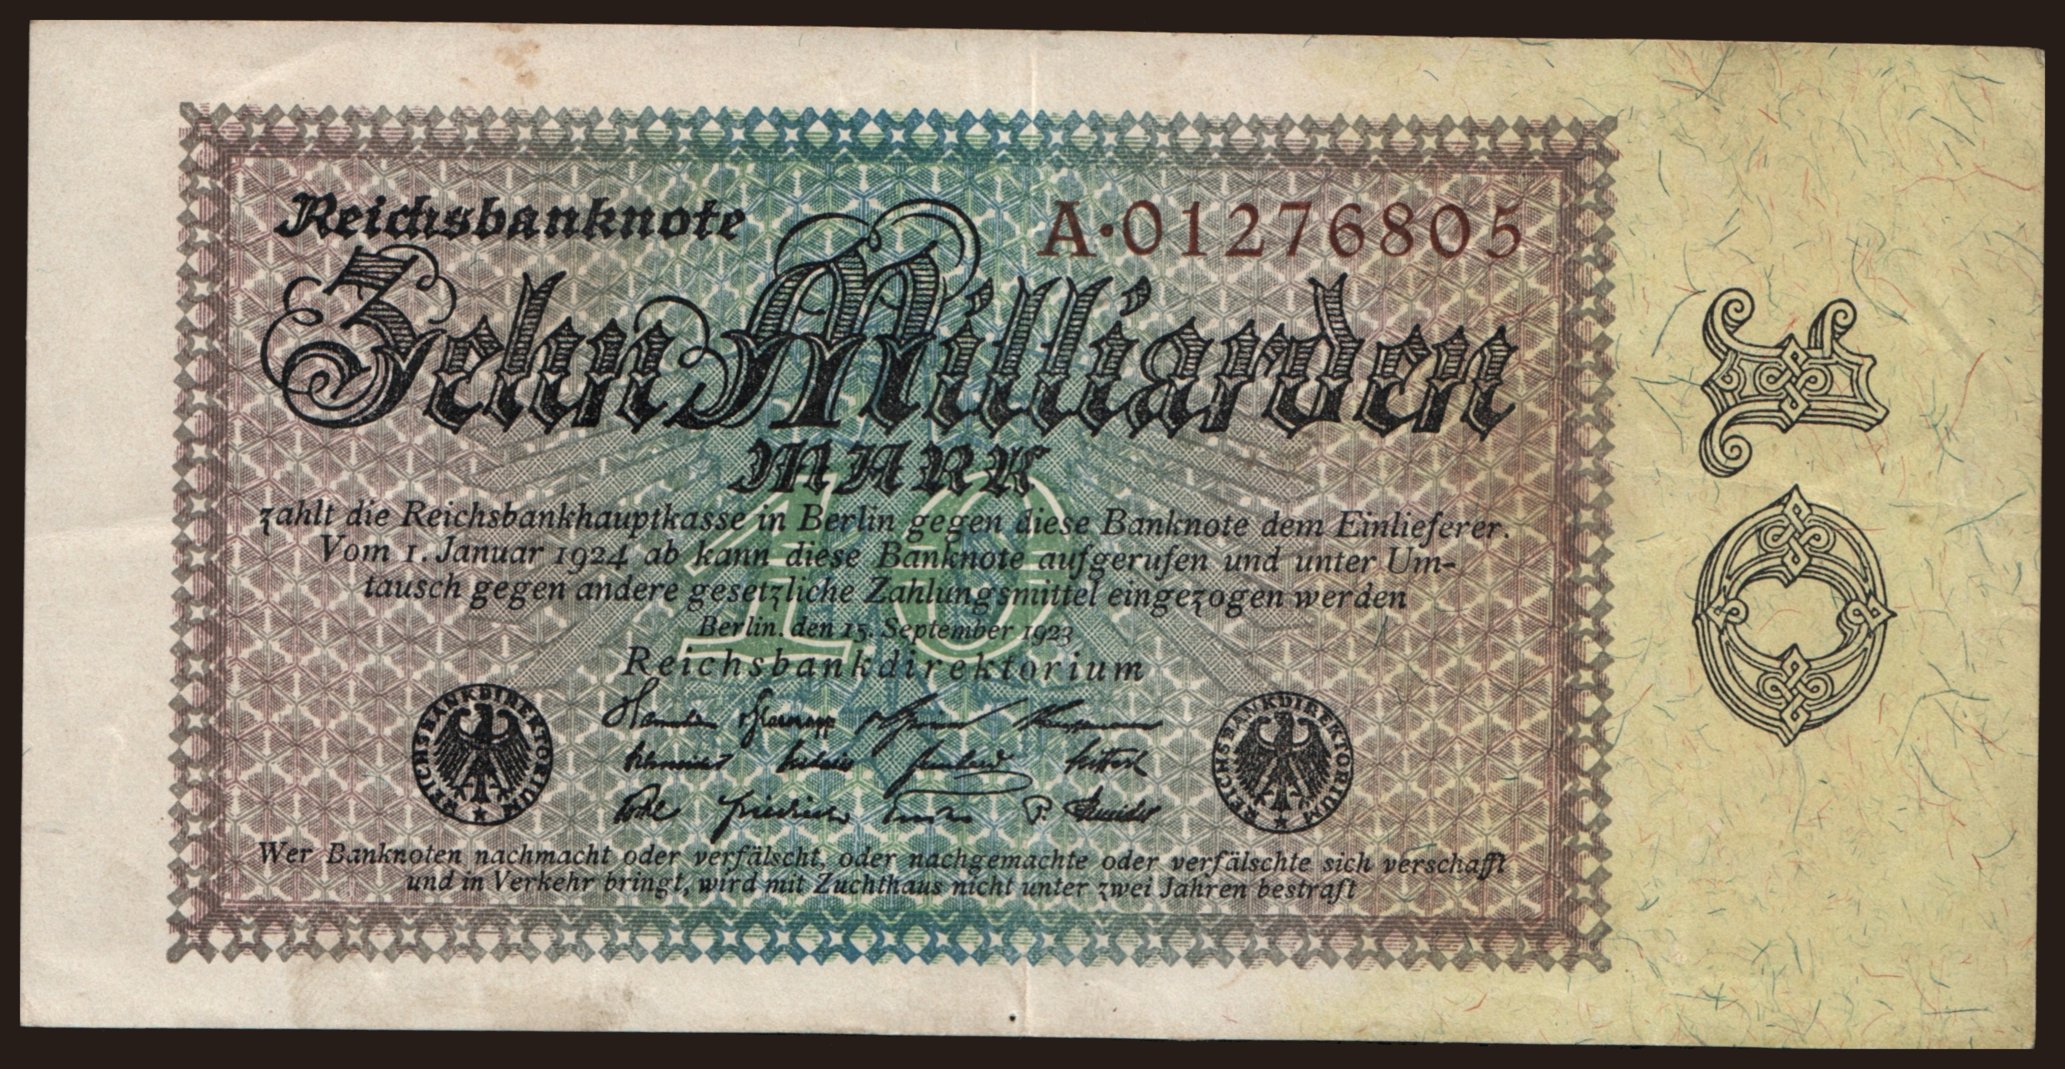 Reichsbanknote
A·01276805
Zehn Milliarden
MARK
10
zahlt die Reichsbankhauptkasse in Berlin gegen diese Banknote dem Einlieferer.
Vom 1. Januar 1924 ab kann diese Banknote aufgerufen und unter Um-
tausch gegen andere gesetzliche Zahlungsmittel eingezogen werden
Berlin, den 15. September 1923
Reichsbankdirektorium
REICHSBANKDIREKTORIUM
REICHSBANKDIREKTORIUM
Wer Banknoten nachmacht oder verfälscht, oder nachgemachte oder verfälschte sich verschafft
und in Verkehr bringt, wird mit Zuchthaus nicht unter zwei Jahren bestraft
10